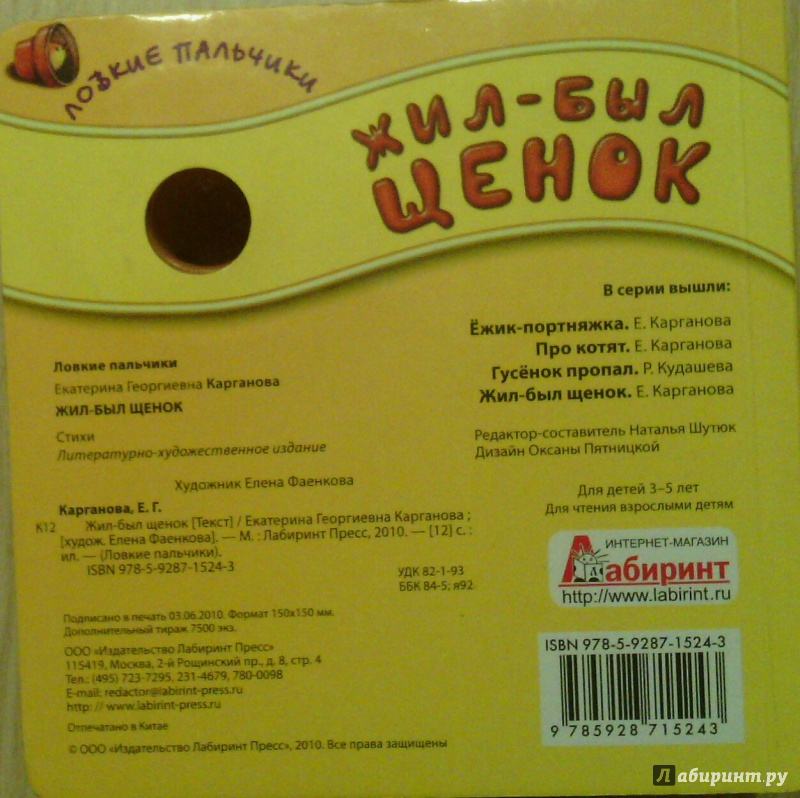 ЛОВКИЕ ПАЛЬЧИКИ
ЖИЛ-БЫЛ
ЩЕНОК
В серии вышли:
Ёжик-портняжка. Е. Карганова
Про котят. Е. Карганова
Гусёнок пропал. Р. Кудашева
Жил-был щенок. Е. Карганова
Редактор-составитель Наталья Шутюк
Дизайн Оксаны Пятницкой
Для детей 3–5 лет
Для чтения взрослыми детям
Ловкие пальчики
Екатерина Георгиевна Карганова
ЖИЛ-БЫЛ ЩЕНОК
Стихи
Литературно-художественное издание
Художник Елена Фаенкова
Карганова, Е. Г.
К12 Жил-был щенок [Текст] / Екатерина Георгиевна Карганова ;
[худож. Елена Фаенкова]. — М. : Лабиринт Пресс, 2010. — [12] с. :
ил. — (Ловкие пальчики).
ISBN 978-5-9287-1524-3
УДК 82-1-93
ББК 84-5; я92
Подписано в печать 03.06.2010. Формат 150х150 мм.
Дополнительный тираж 7500 экз.
ООО «Издательство Лабиринт Пресс»
115419, Москва, 2-й Рощинский пр., д. 8, стр. 4
Тел.: (495) 723-7295, 231-4679, 780-0098
E-mail: redactor@labirint-press.ru
http: // www.labirint-press.ru
Отпечатано в Китае
© ООО «Издательство Лабиринт Пресс», 2010. Все права защищены
ИНТЕРНЕТ-МАГАЗИН
Лабиринт
http://www.labirint.ru
ISBN 978-5-9287-1524-3
9 785928 715243
Лабиринт.ру